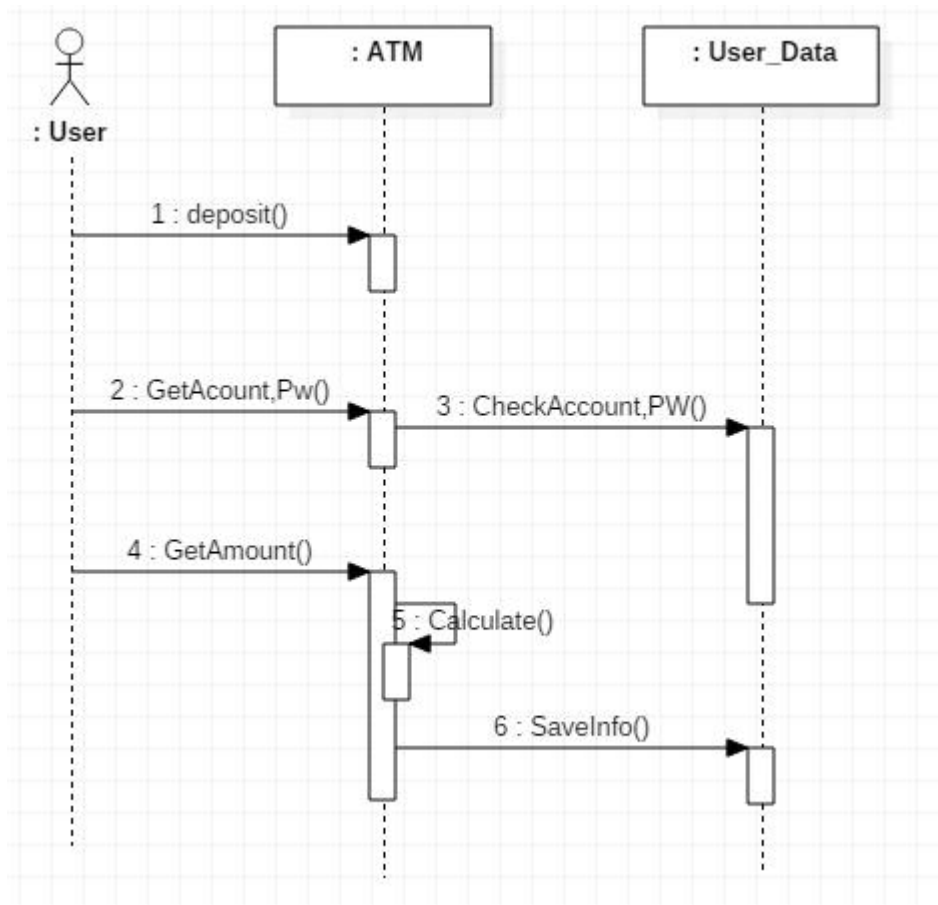 : User
: ATM
: User_Data
1 : deposit()
2 : GetAcount,Pw()
3 : CheckAccount,PW()
4 : GetAmount()
5 : Calculate()
6 : SaveInfo()